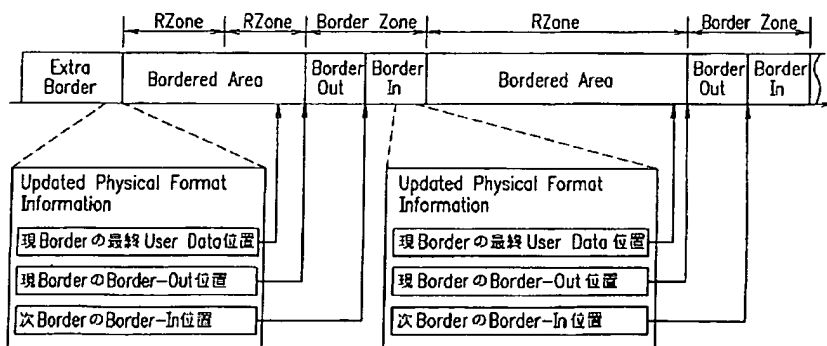 RZone RZone Border Zone RZone Border Zone
Extra Border
Bordered Area
Border Out
Border In
Bordered Area
Border Out
Border In
Updated Physical Format
Information
現Borderの最終User Data位置
現BorderのBorder-Out位置
次BorderのBorder-In位置
Updated Physical Format
Information
現Borderの最終User Data位置
現BorderのBorder-Out位置
次BorderのBorder-In位置